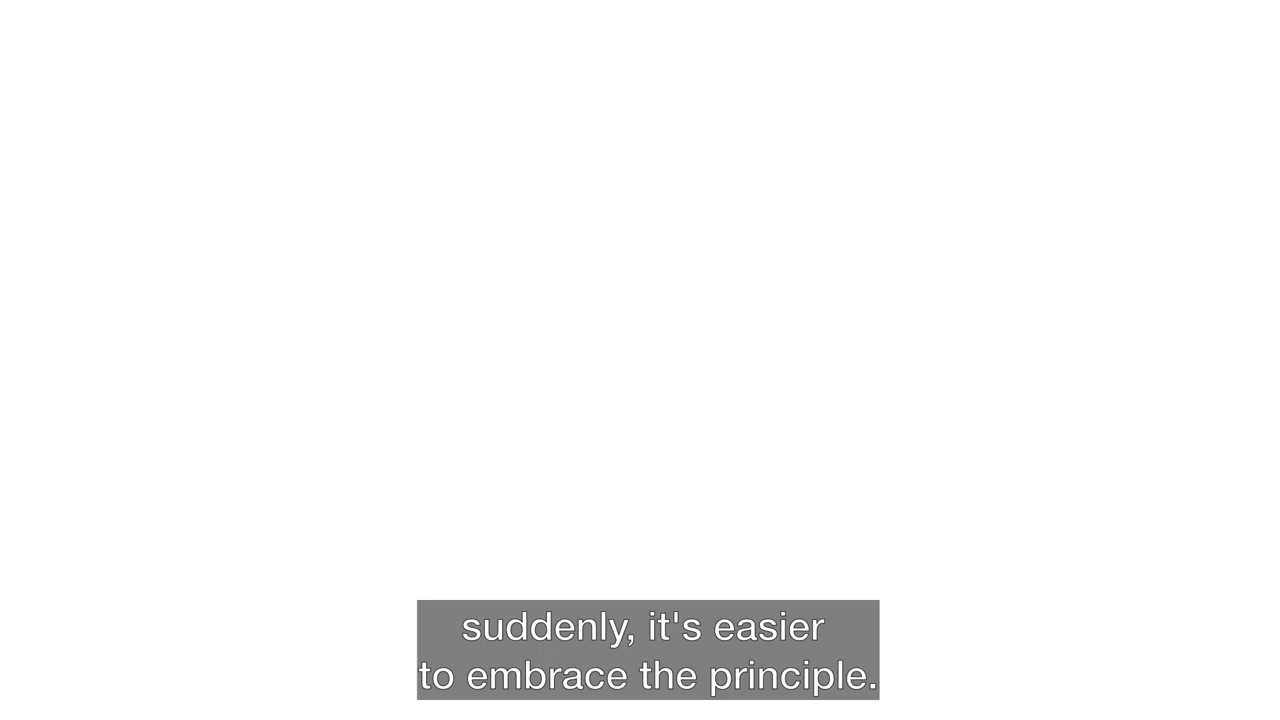 suddenly, it's easier
to embrace the principle.